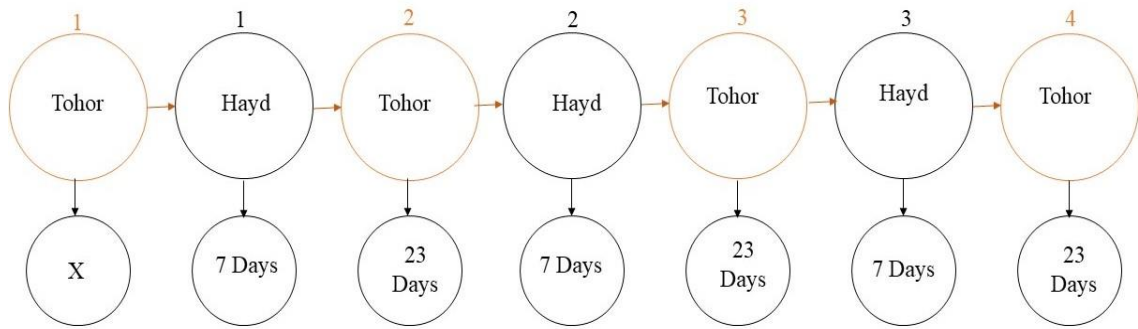 1 1 2 2 3 3 4
Tohor Hayd Tohor Hayd Tohor Hayd Tohor
X 7 Days 23 Days 7 Days 23 Days 7 Days 23 Days